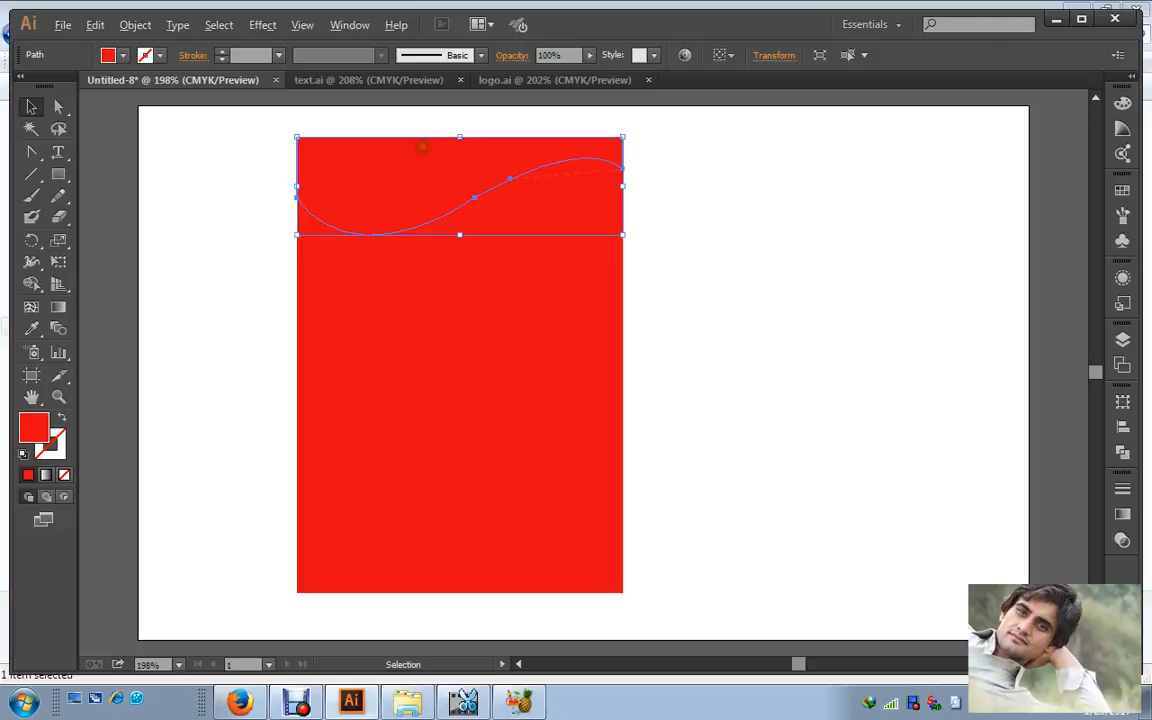 Ai File Edit Object Type Select Effect Window Help Br Essentials
Path Stroke: Basic Opacity: 100% Style: Transform
Untitled-8* @ 198% (CMYK/Preview) × text.ai @ 208% (CMYK/Preview) × logo.ai @ 202% (CMYK/Preview) ×
198% 1 Selection
1 item selected
Ai